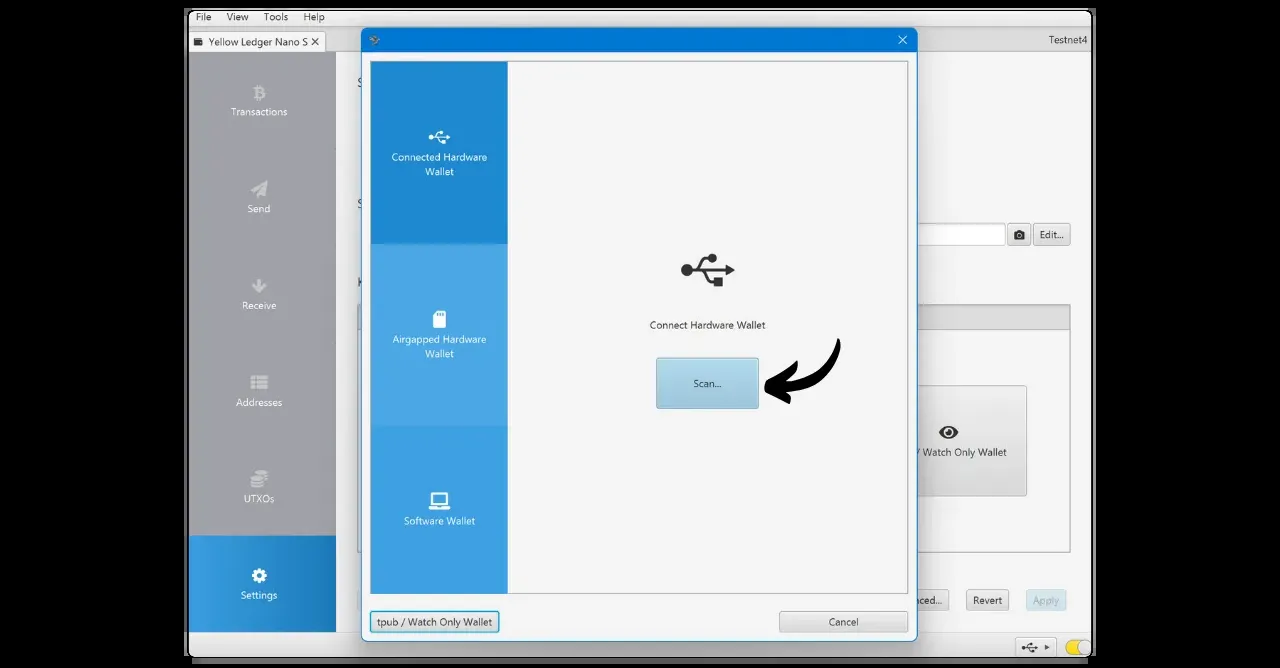 File View Tools Help
Yellow Ledger Nano S
Testnet4
Transactions
Send
Receive
Addresses
UTXOs
Settings
Connected Hardware
Wallet
Airgapped Hardware
Wallet
Software Wallet
Connect Hardware Wallet
Scan...
tpub / Watch Only Wallet
Cancel
Edit...
/ Watch Only Wallet
Revert
Apply